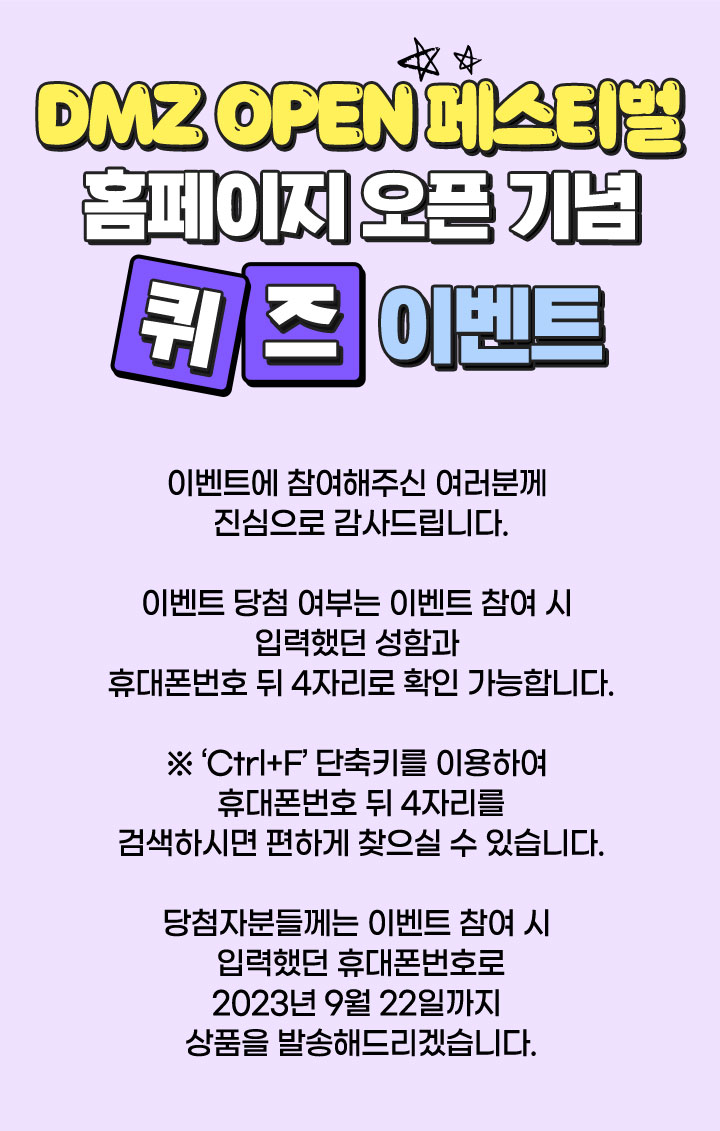 DMZ OPEN 페스티벌
홈페이지 오픈 기념
퀴즈 이벤트
이벤트에 참여해주신 여러분께
진심으로 감사드립니다.
이벤트 당첨 여부는 이벤트 참여 시
입력했던 성함과
휴대폰번호 뒤 4자리로 확인 가능합니다.
※ ‘Ctrl+F’ 단축키를 이용하여
휴대폰번호 뒤 4자리를
검색하시면 편하게 찾으실 수 있습니다.
당첨자분들께는 이벤트 참여 시
입력했던 휴대폰번호로
2023년 9월 22일까지
상품을 발송해드리겠습니다.